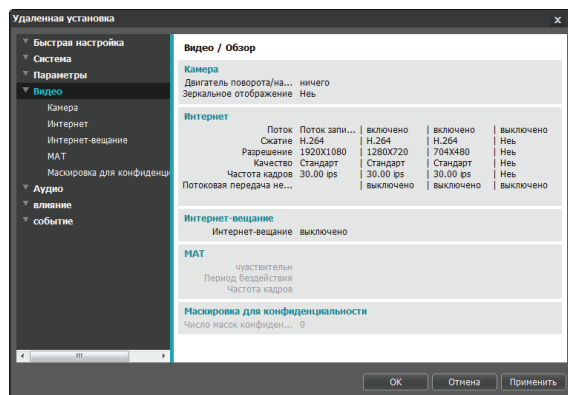 Удаленная установка x
Быстрая настройка
Система
Параметры
Видео
Камера
Интернет
Интернет-вещание
МАТ
Маскировка для конфиденци
Аудио
влияние
событие
Видео / Обзор
Камера
Двигатель поворота/на... ничего
Зеркальное отображение Неь
Интернет
Поток Поток запи... | включено | включено | выключено
Сжатие H.264 | H.264 | H.264 | Неь
Разрешение 1920X1080 | 1280X720 | 704X480 | Неь
Качество Стандарт | Стандарт | Стандарт | Неь
Частота кадров 30.00 ips | 30.00 ips | 30.00 ips | Неь
Потоковая передача не... | выключено | выключено | выключено
Интернет-вещание
Интернет-вещание выключено
МАТ
чувствительн
Период бездействия
Частота кадров
Маскировка для конфиденциальности
Число масок конфиден... 0
OK Отмена Применить